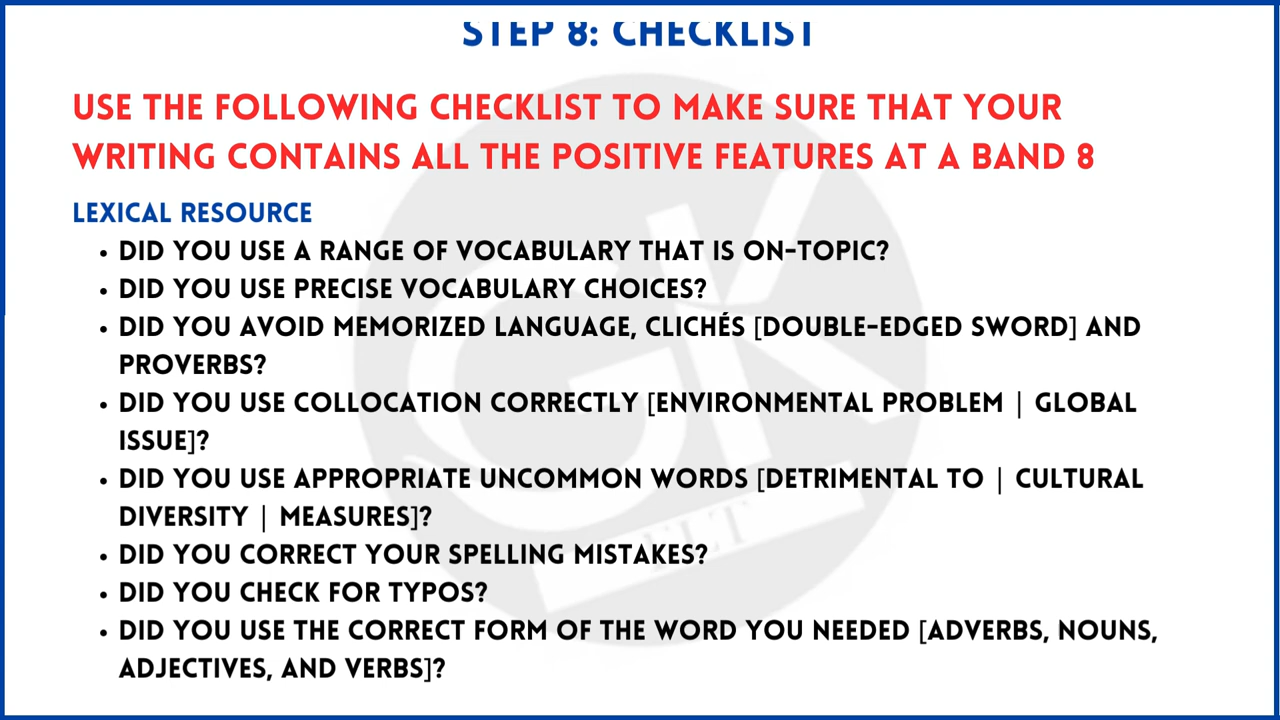 STEP 8: CHECKLIST
USE THE FOLLOWING CHECKLIST TO MAKE SURE THAT YOUR
WRITING CONTAINS ALL THE POSITIVE FEATURES AT A BAND 8
LEXICAL RESOURCE
• DID YOU USE A RANGE OF VOCABULARY THAT IS ON-TOPIC?
• DID YOU USE PRECISE VOCABULARY CHOICES?
• DID YOU AVOID MEMORIZED LANGUAGE, CLICHÉS [DOUBLE-EDGED SWORD] AND
PROVERBS?
• DID YOU USE COLLOCATION CORRECTLY [ENVIRONMENTAL PROBLEM | GLOBAL
ISSUE]?
• DID YOU USE APPROPRIATE UNCOMMON WORDS [DETRIMENTAL TO | CULTURAL
DIVERSITY | MEASURES]?
• DID YOU CORRECT YOUR SPELLING MISTAKES?
• DID YOU CHECK FOR TYPOS?
• DID YOU USE THE CORRECT FORM OF THE WORD YOU NEEDED [ADVERBS, NOUNS,
ADJECTIVES, AND VERBS]?